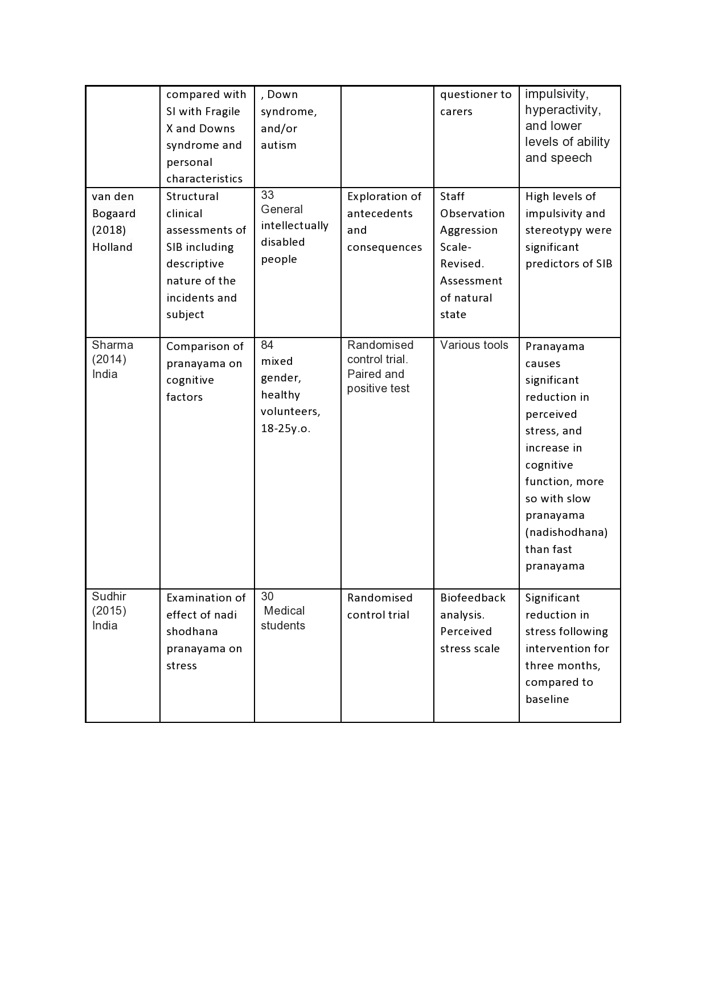 compared with
SI with Fragile
X and Downs
syndrome and
personal
characteristics
, Down
syndrome,
and/or
autism
questioner to
carers
impulsivity,
hyperactivity,
and lower
levels of ability
and speech
van den
Bogaard
(2018)
Holland
Structural
clinical
assessments of
SIB including
descriptive
nature of the
incidents and
subject
33
General
intellectually
disabled
people
Exploration of
antecedents
and
consequences
Staff
Observation
Aggression
Scale-
Revised.
Assessment
of natural
state
High levels of
impulsivity and
stereotypy were
significant
predictors of SIB
Sharma
(2014)
India
Comparison of
pranayama on
cognitive
factors
84
mixed
gender,
healthy
volunteers,
18-25y.o.
Randomised
control trial.
Paired and
positive test
Various tools
Pranayama
causes
significant
reduction in
perceived
stress, and
increase in
cognitive
function, more
so with slow
pranayama
(nadishodhana)
than fast
pranayama
Sudhir
(2015)
India
Examination of
effect of nadi
shodhana
pranayama on
stress
30
Medical
students
Randomised
control trial
Biofeedback
analysis.
Perceived
stress scale
Significant
reduction in
stress following
intervention for
three months,
compared to
baseline